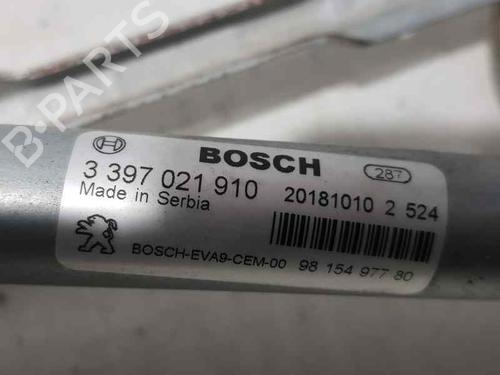 B-PARTS
BOSCH
287
3 397 021 910
20181010 2 524
Made in Serbia
BOSCH-EVA9-CEM-00 98 154 977 80